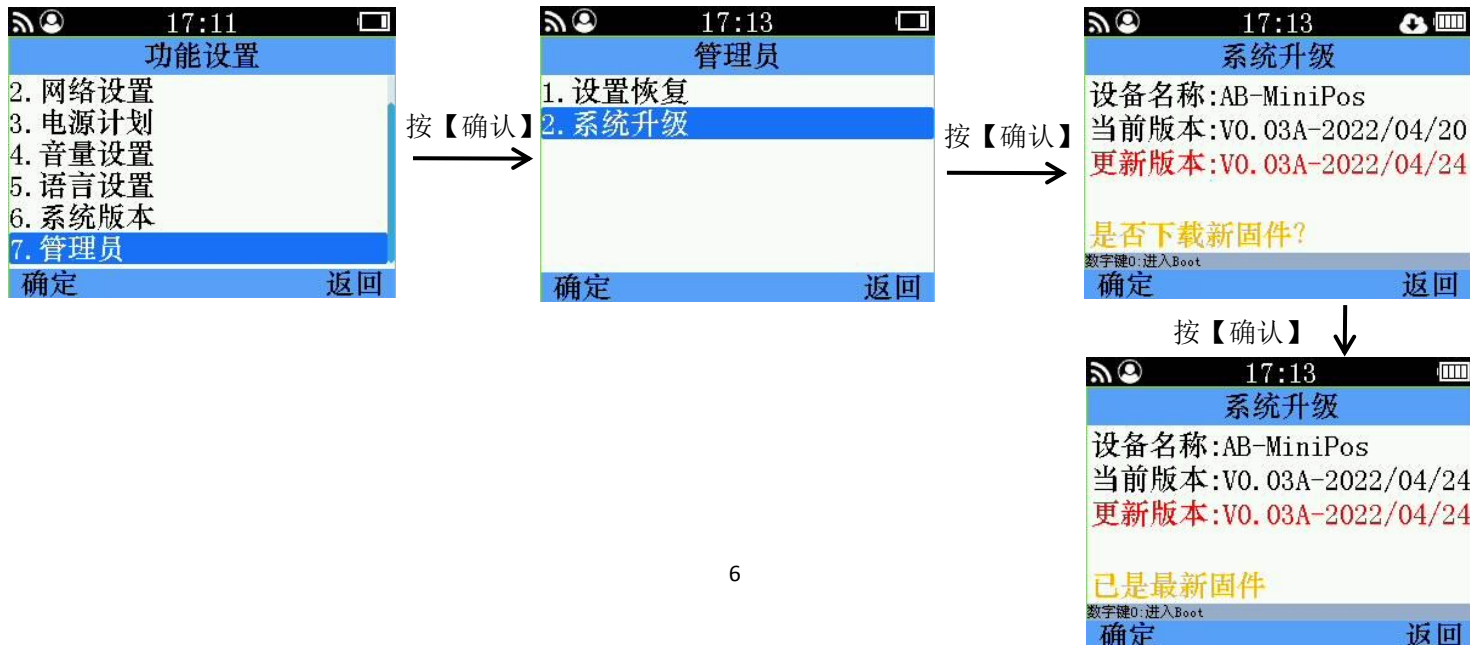 17:11
功能设置
2.网络设置
3.电源计划
4.音量设置
5.语言设置
6.系统版本
7.管理员
确定 返回
按【确认】
17:13
管理员
1.设置恢复
2.系统升级
确定 返回
按【确认】
17:13
系统升级
设备名称:AB-MiniPos
当前版本:V0.03A-2022/04/20
更新版本:V0.03A-2022/04/24
是否下载新固件?
数字键0:进入Boot
确定 返回
按【确认】
17:13
系统升级
设备名称:AB-MiniPos
当前版本:V0.03A-2022/04/24
更新版本:V0.03A-2022/04/24
已是最新固件
数字键0:进入Boot
确定 返回
6